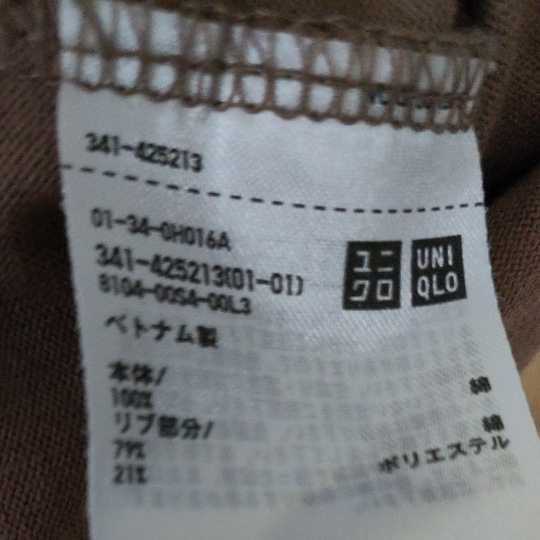 341-425213
01-34-0H016A
341-425213(01-01)
8104-00S4-00L3
ユニ
クロ
UNI
QLO
ベトナム製
本体/
100% 綿
リブ部分/
79% 綿
21% ポリエステル